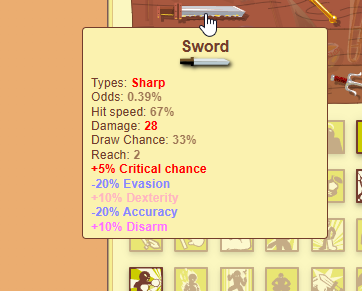 Sword
Types: Sharp
Odds: 0.39%
Hit speed: 67%
Damage: 28
Draw Chance: 33%
Reach: 2
+5% Critical chance
-20% Evasion
+10% Dexterity
-20% Accuracy
+10% Disarm